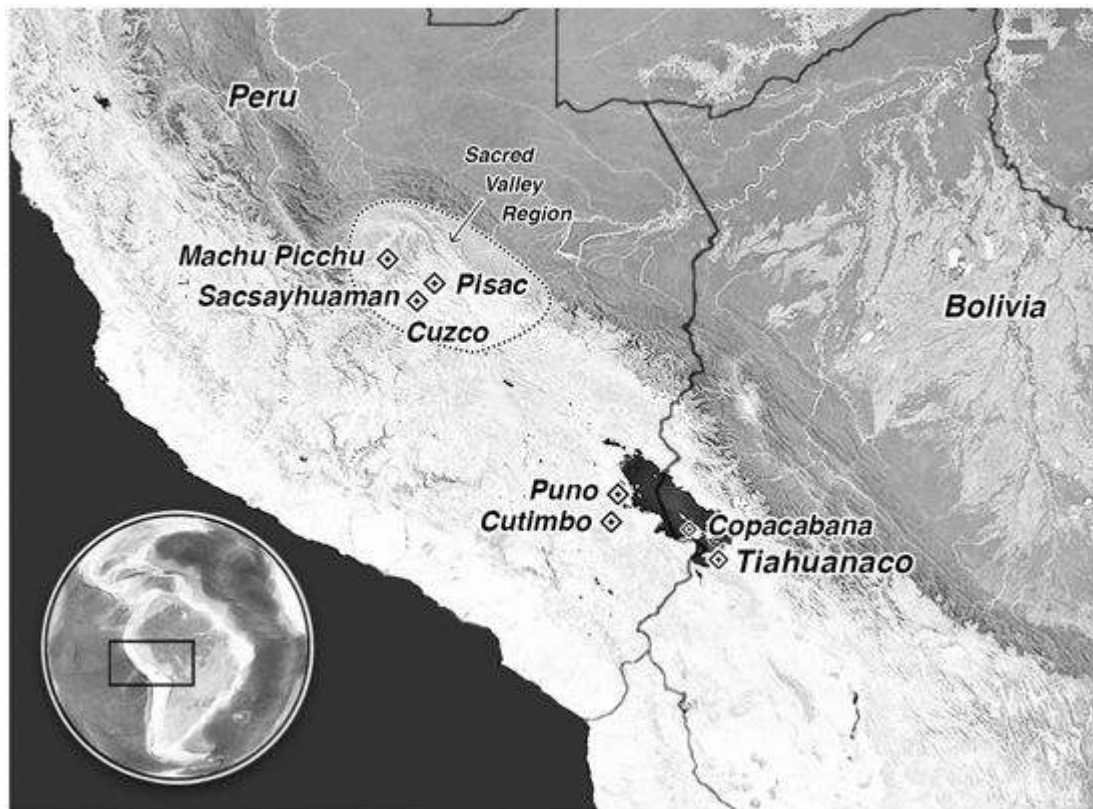 Peru
Sacred
Valley
Region
Machu Picchu
Pisac
Sacsayhuaman
Cuzco
Bolivia
Puno
Cutimbo
Copacabana
Tiahuanaco